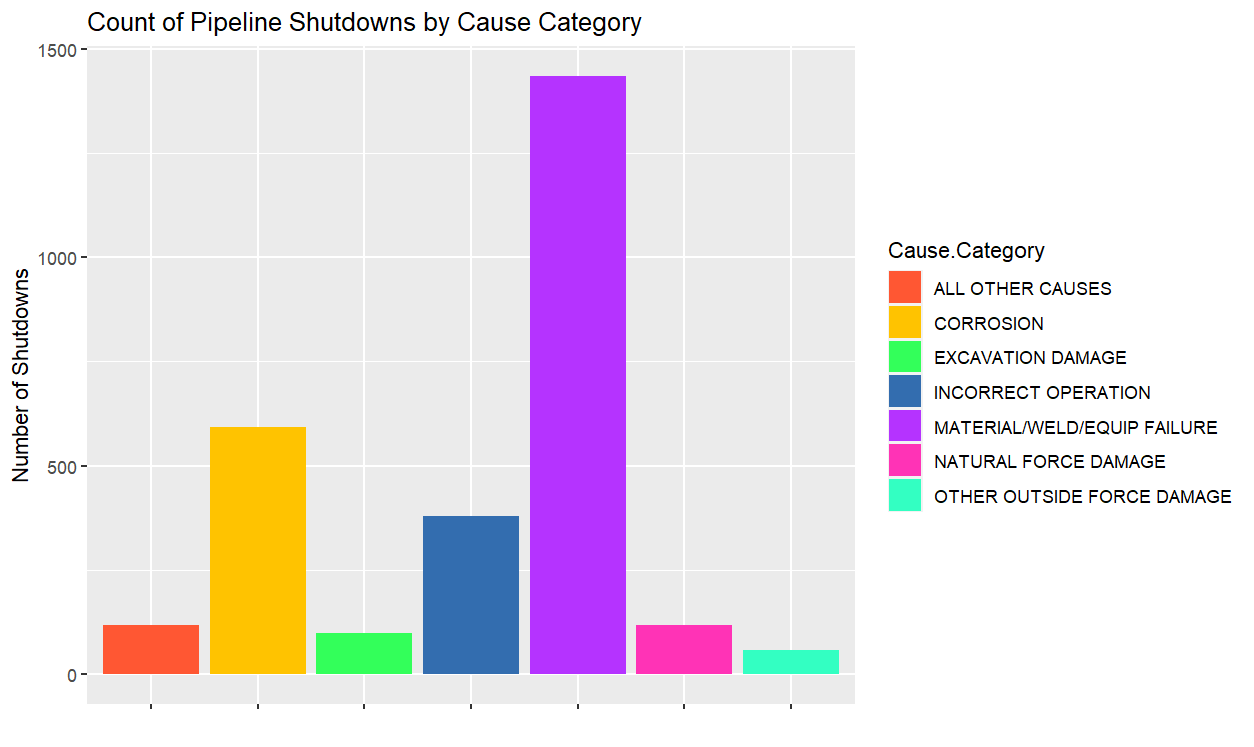 Count of Pipeline Shutdowns by Cause Category
1500
1000
500
0
Number of Shutdowns
Cause.Category
ALL OTHER CAUSES
CORROSION
EXCAVATION DAMAGE
INCORRECT OPERATION
MATERIAL/WELD/EQUIP FAILURE
NATURAL FORCE DAMAGE
OTHER OUTSIDE FORCE DAMAGE